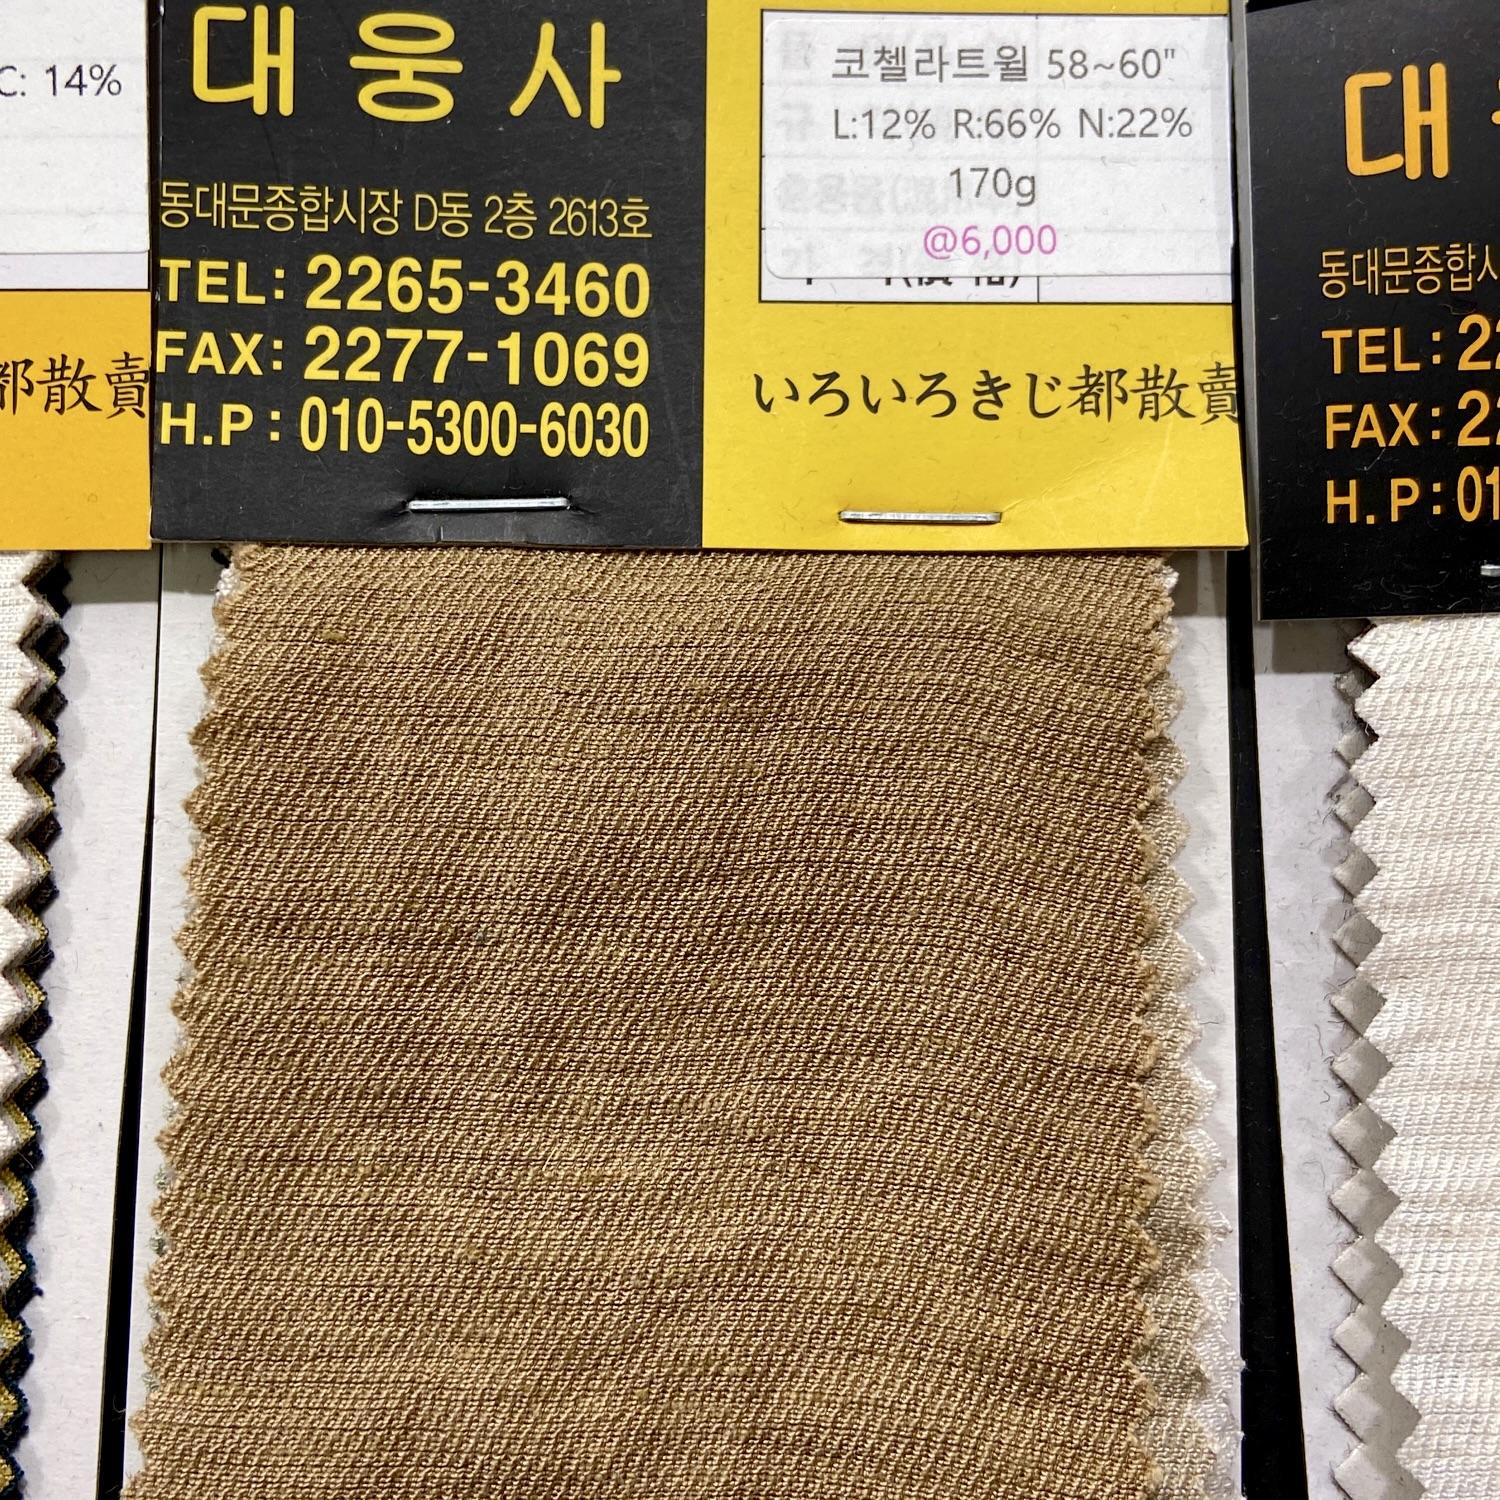 C: 14%
都散賣
대웅사
동대문종합시장 D동 2층 2613호
TEL: 2265-3460
FAX: 2277-1069
H.P: 010-5300-6030
코첼라트윌 58~60"
L:12% R:66% N:22%
170g
@6,000
いろいろきじ都散賣
대
동대문종합시
TEL: 22
FAX: 22
H.P: 01